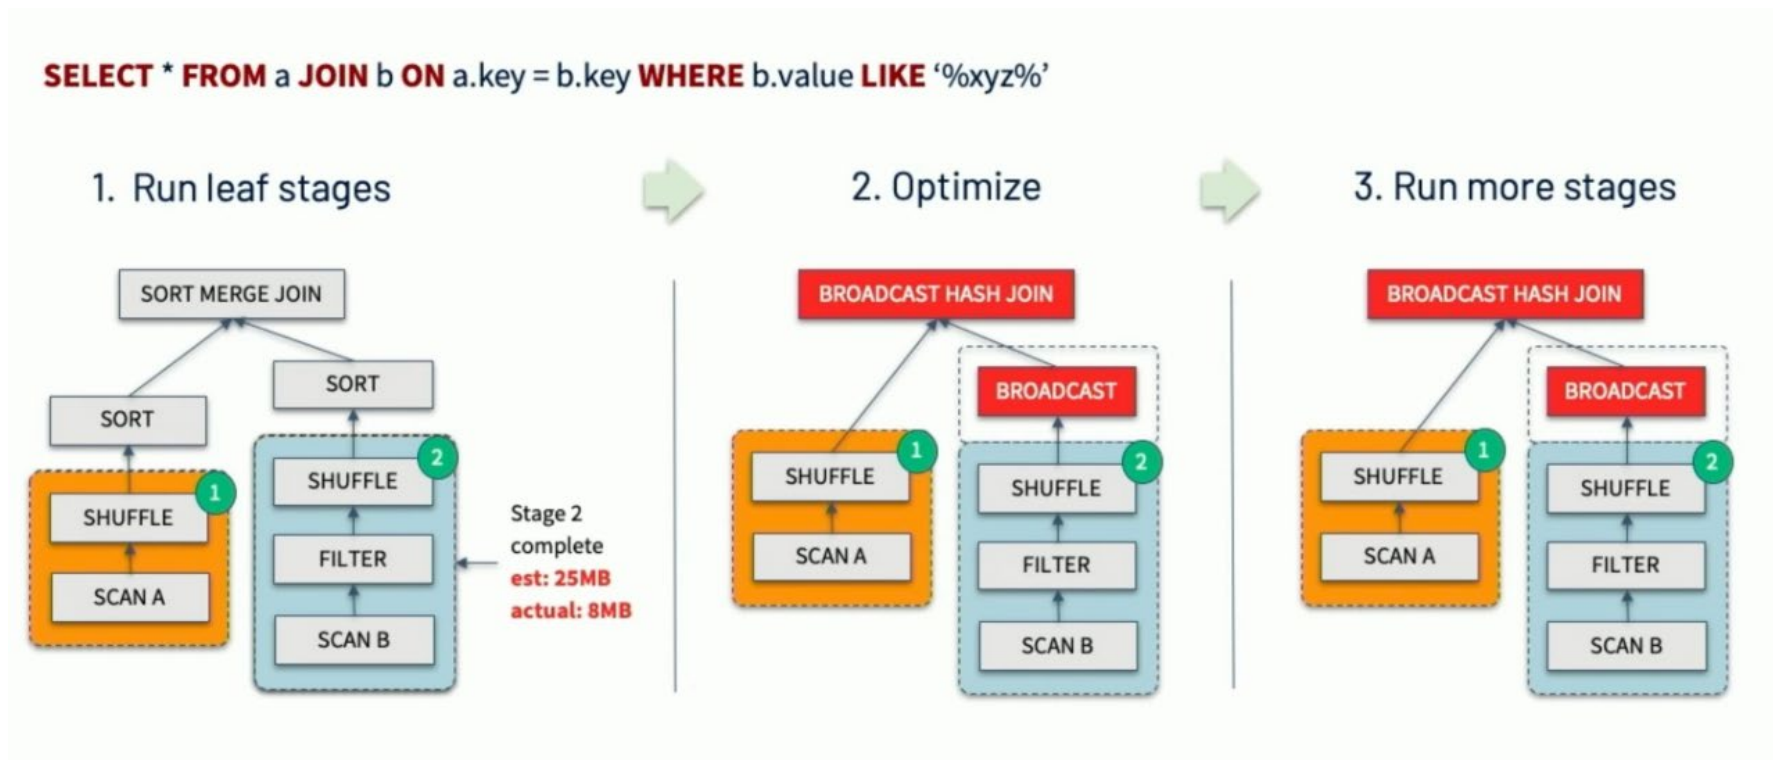 SELECT * FROM a JOIN b ON a.key = b.key WHERE b.value LIKE ‘%xyz%’
1. Run leaf stages
2. Optimize
3. Run more stages
SORT MERGE JOIN
SORT
SORT
SHUFFLE
1
SCAN A
SHUFFLE
2
FILTER
SCAN B
Stage 2
complete
est: 25MB
actual: 8MB
BROADCAST HASH JOIN
BROADCAST
SHUFFLE
1
SCAN A
SHUFFLE
2
FILTER
SCAN B
BROADCAST HASH JOIN
BROADCAST
SHUFFLE
1
SCAN A
SHUFFLE
2
FILTER
SCAN B